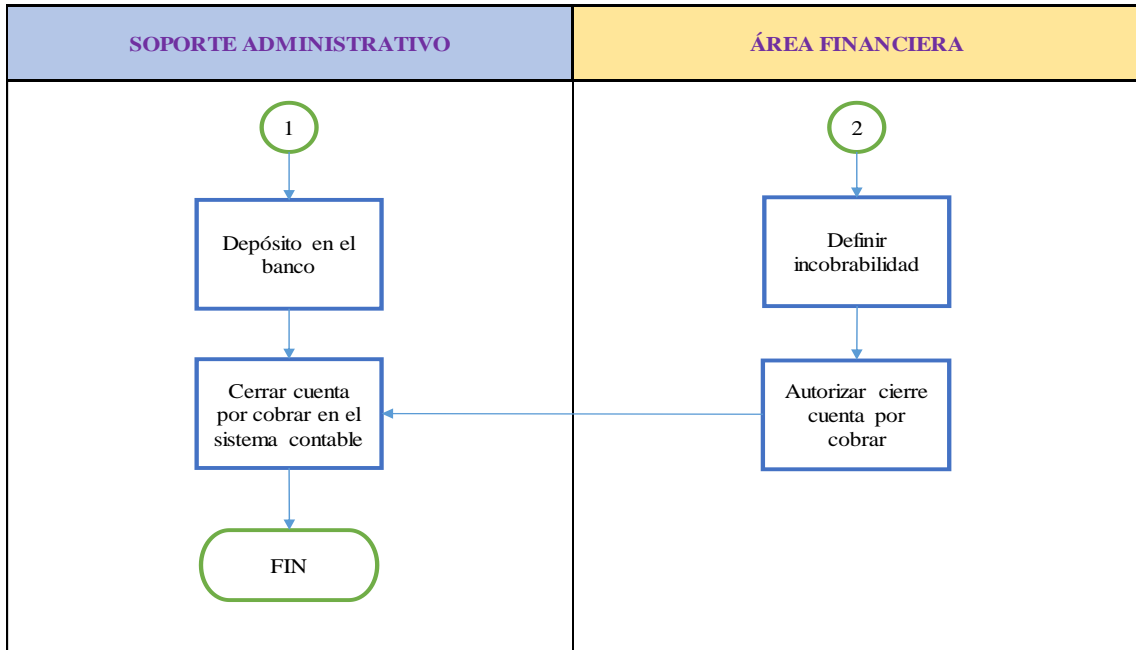 SOPORTE ADMINISTRATIVO
ÁREA FINANCIERA
1
2
Depósito en el
banco
Definir
incobrabilidad
Cerrar cuenta
por cobrar en el
sistema contable
Autorizar cierre
cuenta por
cobrar
FIN